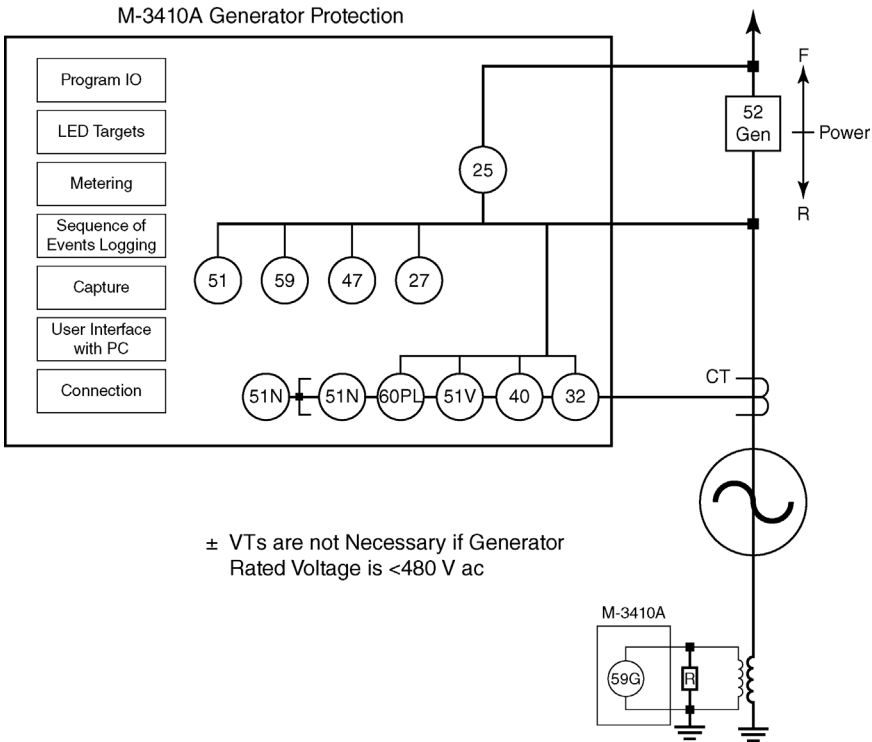 M-3410A Generator Protection
Program IO
LED Targets
Metering
Sequence of
Events Logging
Capture
User Interface
with PC
Connection
25
51
59
47
27
51N
51N
60PL
51V
40
32
52
Gen
F
Power
R
CT
± VTs are not Necessary if Generator
Rated Voltage is <480 V ac
M-3410A
59G
R